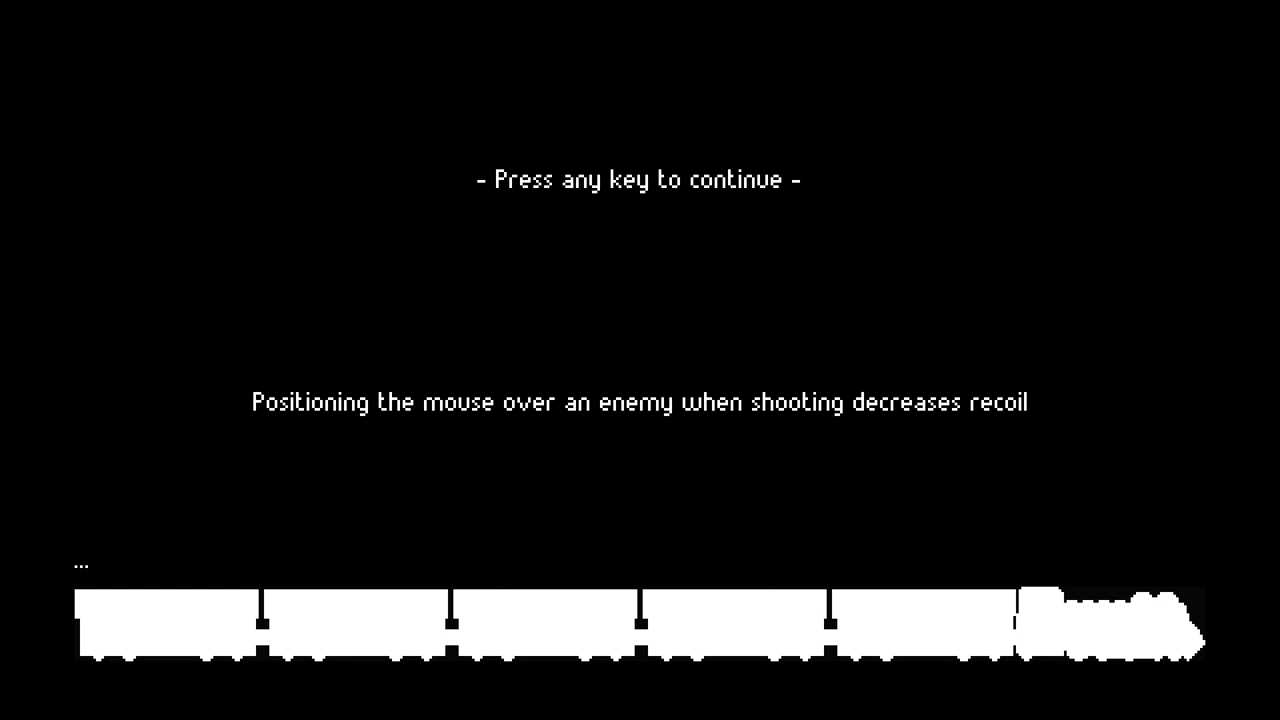 - Press any key to continue -
Positioning the mouse over an enemy when shooting decreases recoil
...